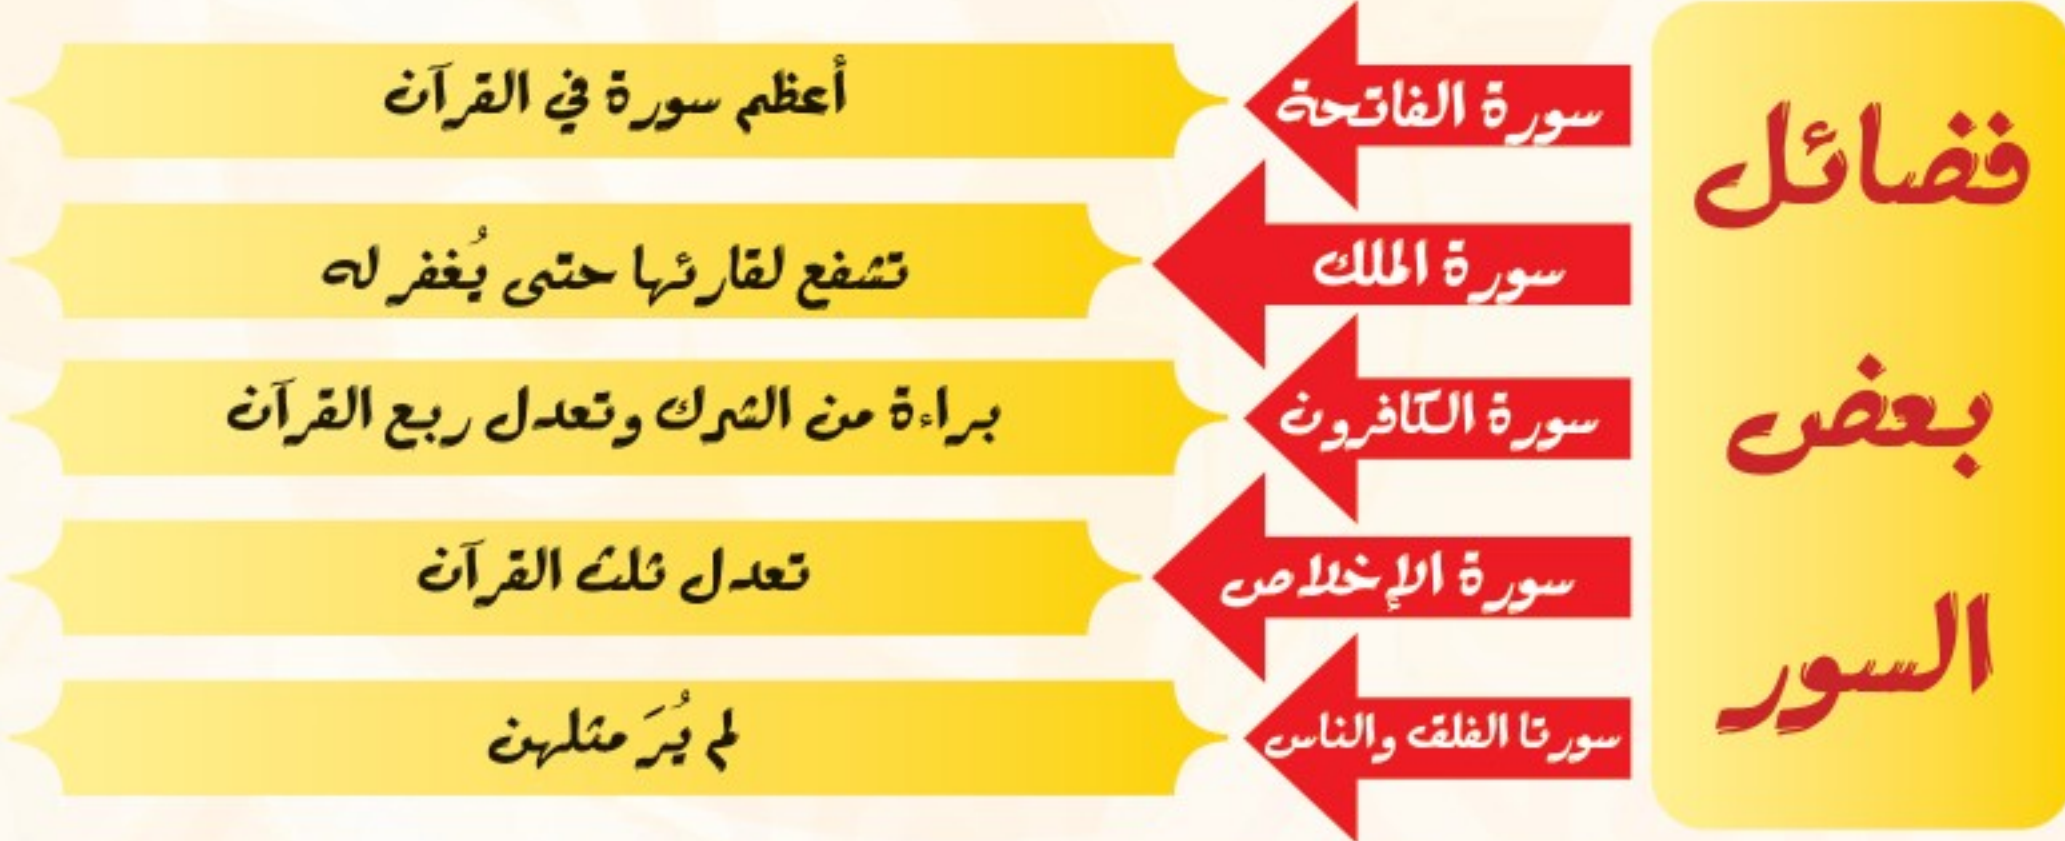 فضائل
بعض
السور
سورة الفاتحة
أعظم سورة في القرآن
سورة الملك
تشفع لقارئها حتى يُغفر له
سورة الكافرون
براءة من الشرك وتعدل ربع القرآن
سورة الإخلاص
تعدل ثلث القرآن
سورتا الفلق والناس
لم يُرَ مثلهن